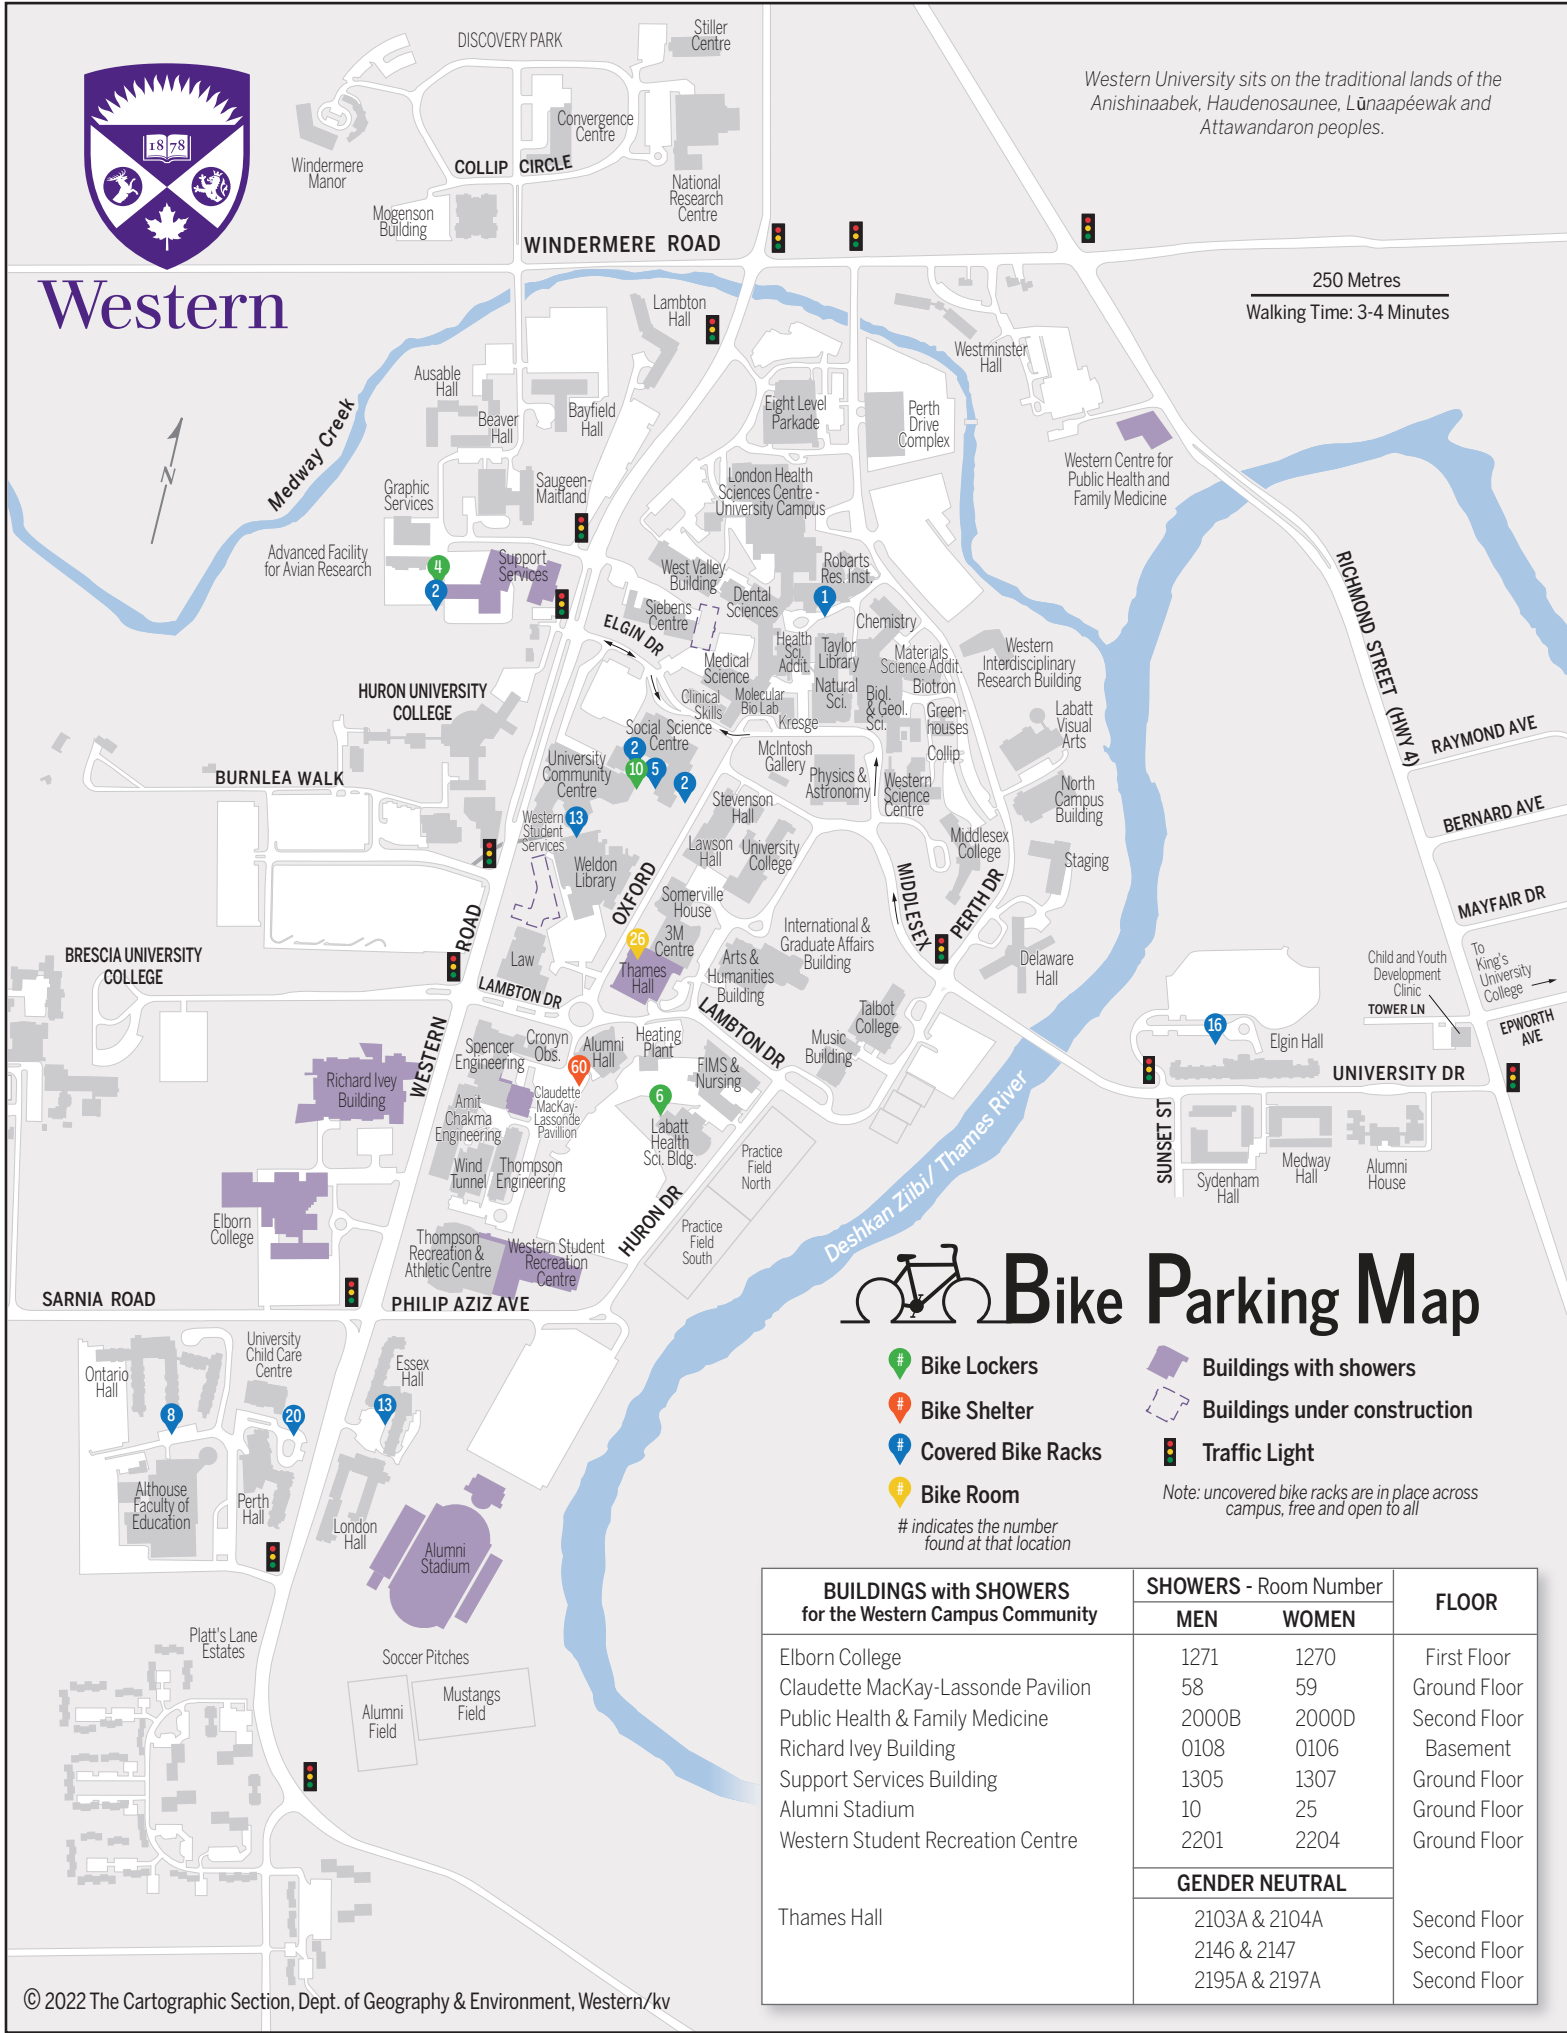 DISCOVERY PARK
Stiller
Centre
Western University sits on the traditional lands of the
Anishinaabek, Haudenosaunee, Lūnaapéewak and
Attawandaron peoples.
18 78
Western
Windermere
Manor
Convergence
Centre
COLLIP CIRCLE
National
Research
Centre
Mogenson
Building
WINDERMERE ROAD
250 Metres
Walking Time: 3-4 Minutes
Lambton
Hall
Westminster
Hall
Ausable
Hall
Beaver
Hall
Bayfield
Hall
Eight Level
Parkade
Perth
Drive
Complex
Medway Creek
N
Western Centre for
Public Health and
Family Medicine
Graphic
Services
Saugeen-
Maitland
London Health
Sciences Centre -
University Campus
Advanced Facility
for Avian Research
4
2
Support
Services
West Valley
Building
Robarts
Res. Inst.
1
Dental
Sciences
Siebens
Centre
Chemistry
ELGIN DR
RICHMOND STREET (HWY 4)
Health
Sci.
Addit.
Taylor
Library
Materials
Science Addit.
Western
Interdisciplinary
Research Building
Medical
Science
Biotron
Natural
Sci.
Biol.
& Geol.
Sci.
Clinical
Skills
Molecular
Bio Lab
Kresge
Green-
houses
Labatt
Visual
Arts
HURON UNIVERSITY
COLLEGE
Social Science
Centre
2
10
5
2
McIntosh
Gallery
Collip
RAYMOND AVE
University
Community
Centre
Physics &
Astronomy
Western
Science
Centre
North
Campus
Building
BURNLEA WALK
Stevenson
Hall
Western
Student
Services
13
BERNARD AVE
Lawson
Hall
University
College
Middlesex
College
Staging
Weldon
Library
OXFORD
MIDDLESEX
PERTH DR
Somerville
House
MAYFAIR DR
26
3M
Centre
International &
Graduate Affairs
Building
BRESCIA UNIVERSITY
COLLEGE
ROAD
Law
Thames
Hall
Arts &
Humanities
Building
Delaware
Hall
Child and Youth
Development
Clinic
To
King's
University
College
TOWER LN
EPWORTH
AVE
LAMBTON DR
LAMBTON DR
Talbot
College
Music
Building
16
Elgin Hall
UNIVERSITY DR
WESTERN
Spencer
Engineering
Cronyn
Obs.
Alumni
Hall
Heating
Plant
60
FIMS &
Nursing
Richard Ivey
Building
Claudette
MacKay-
Lassonde
Pavillion
6
Amit
Chakma
Engineering
Labatt
Health
Sci. Bldg.
SUNSET ST
Practice
Field
North
Wind
Tunnel
Thompson
Engineering
Sydenham
Hall
Medway
Hall
Alumni
House
Deshkan Ziibi/ Thames River
HURON DR
Practice
Field
South
Elborn
College
Thompson
Recreation &
Athletic Centre
Western Student
Recreation
Centre
SARNIA ROAD
PHILIP AZIZ AVE
Bike Parking Map
# Bike Lockers
# Bike Shelter
# Covered Bike Racks
# Bike Room
# indicates the number
found at that location
Buildings with showers
Buildings under construction
Traffic Light
Note: uncovered bike racks are in place across
campus, free and open to all
Ontario
Hall
University
Child Care
Centre
Essex
Hall
8
20
13
Althouse
Faculty of
Education
Perth
Hall
London
Hall
Alumni
Stadium
Platt's Lane
Estates
Soccer Pitches
Alumni
Field
Mustangs
Field
BUILDINGS with SHOWERS
for the Western Campus Community
SHOWERS - Room Number
MEN WOMEN
FLOOR
Elborn College 1271 1270 First Floor
Claudette MacKay-Lassonde Pavilion 58 59 Ground Floor
Public Health & Family Medicine 2000B 2000D Second Floor
Richard Ivey Building 0108 0106 Basement
Support Services Building 1305 1307 Ground Floor
Alumni Stadium 10 25 Ground Floor
Western Student Recreation Centre 2201 2204 Ground Floor
GENDER NEUTRAL
Thames Hall 2103A & 2104A Second Floor
2146 & 2147 Second Floor
2195A & 2197A Second Floor
© 2022 The Cartographic Section, Dept. of Geography & Environment, Western/kv